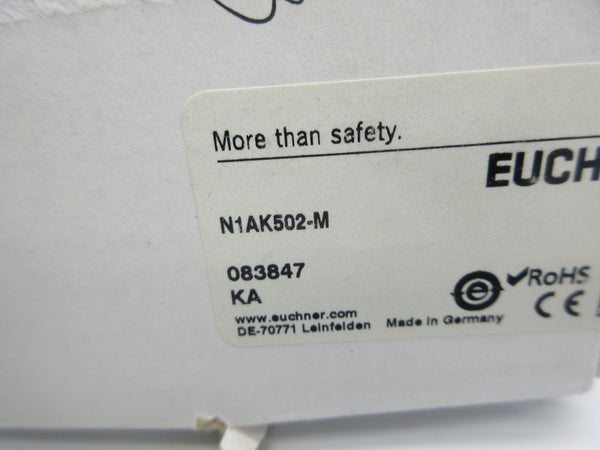 More than safety.
EUCH
N1AK502-M
083847
KA
www.euchner.com
DE-70771 Leinfelden
Made in Germany
e
✓RoHS
CE